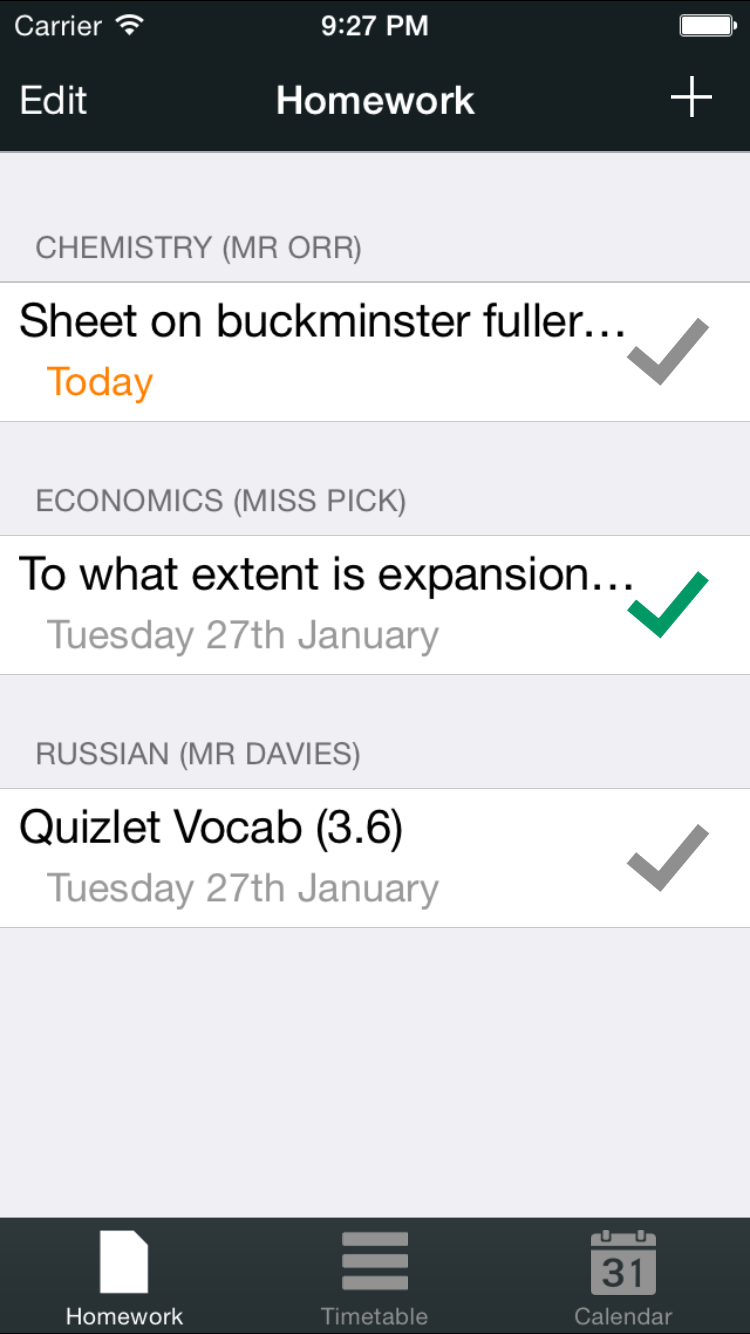 Carrier 9:27 PM
Edit Homework +
CHEMISTRY (MR ORR)
Sheet on buckminster fuller…
Today
ECONOMICS (MISS PICK)
To what extent is expansion…
Tuesday 27th January
RUSSIAN (MR DAVIES)
Quizlet Vocab (3.6)
Tuesday 27th January
31
Homework Timetable Calendar